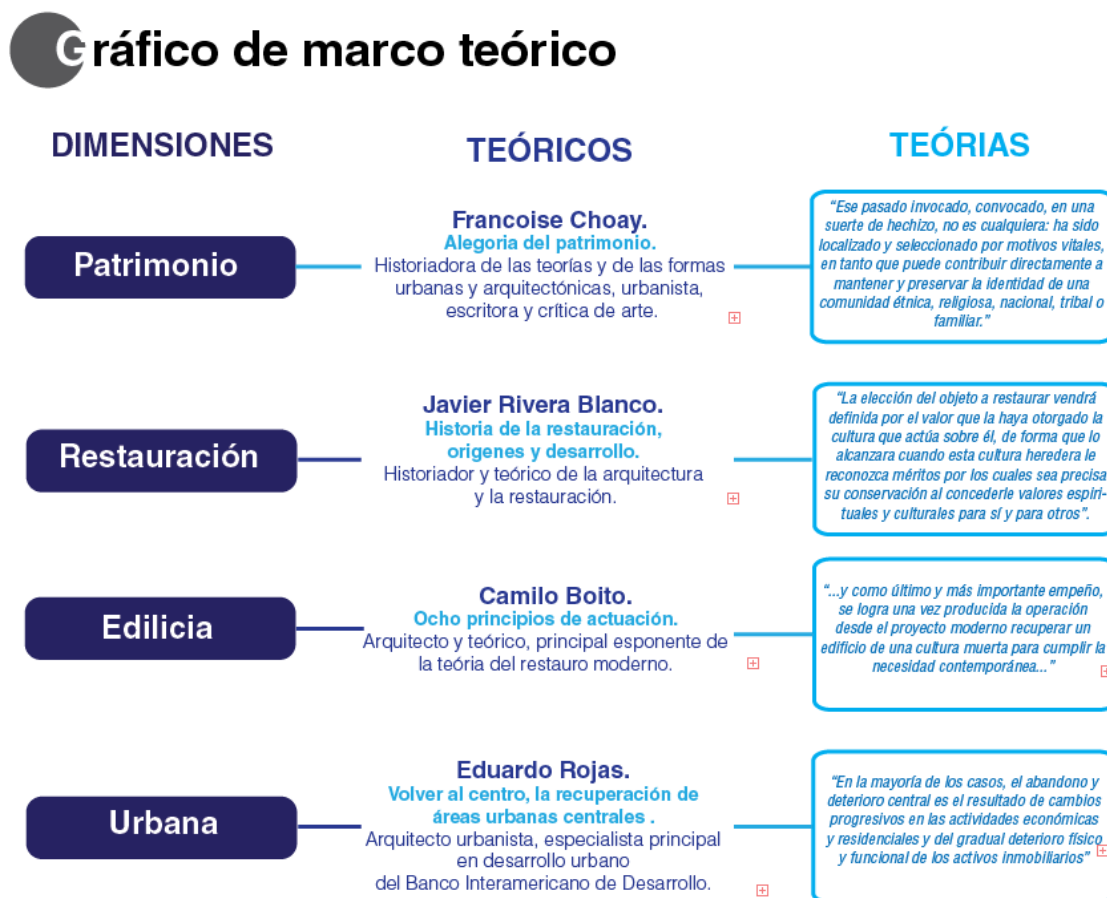 Gráfico de marco teórico
DIMENSIONES
TEÓRICOS
TEÓRIAS
Patrimonio
Francoise Choay.
Alegoria del patrimonio.
Historiadora de las teorías y de las formas
urbanas y arquitectónicas, urbanista,
escritora y crítica de arte.
“Ese pasado invocado, convocado, en una
suerte de hechizo, no es cualquiera: ha sido
localizado y seleccionado por motivos vitales,
en tanto que puede contribuir directamente a
mantener y preservar la identidad de una
comunidad étnica, religiosa, nacional, tribal o
familiar.”
Restauración
Javier Rivera Blanco.
Historia de la restauración,
origenes y desarrollo.
Historiador y teórico de la arquitectura
y la restauración.
“La elección del objeto a restaurar vendrá
definida por el valor que la haya otorgado la
cultura que actúa sobre él, de forma que lo
alcanzara cuando esta cultura heredera le
reconozca méritos por los cuales sea precisa
su conservación al concederle valores espiri-
tuales y culturales para sí y para otros”.
Edilicia
Camilo Boito.
Ocho principios de actuación.
Arquitecto y teórico, principal esponente de
la teória del restauro moderno.
“...y como último y más importante empeño,
se logra una vez producida la operación
desde el proyecto moderno recuperar un
edificio de una cultura muerta para cumplir la
necesidad contemporánea...”
Urbana
Eduardo Rojas.
Volver al centro, la recuperación de
áreas urbanas centrales .
Arquitecto urbanista, especialista principal
en desarrollo urbano
del Banco Interamericano de Desarrollo.
“En la mayoría de los casos, el abandono y
deterioro central es el resultado de cambios
progresivos en las actividades económicas
y residenciales y del gradual deterioro físico
y funcional de los activos inmobiliarios”